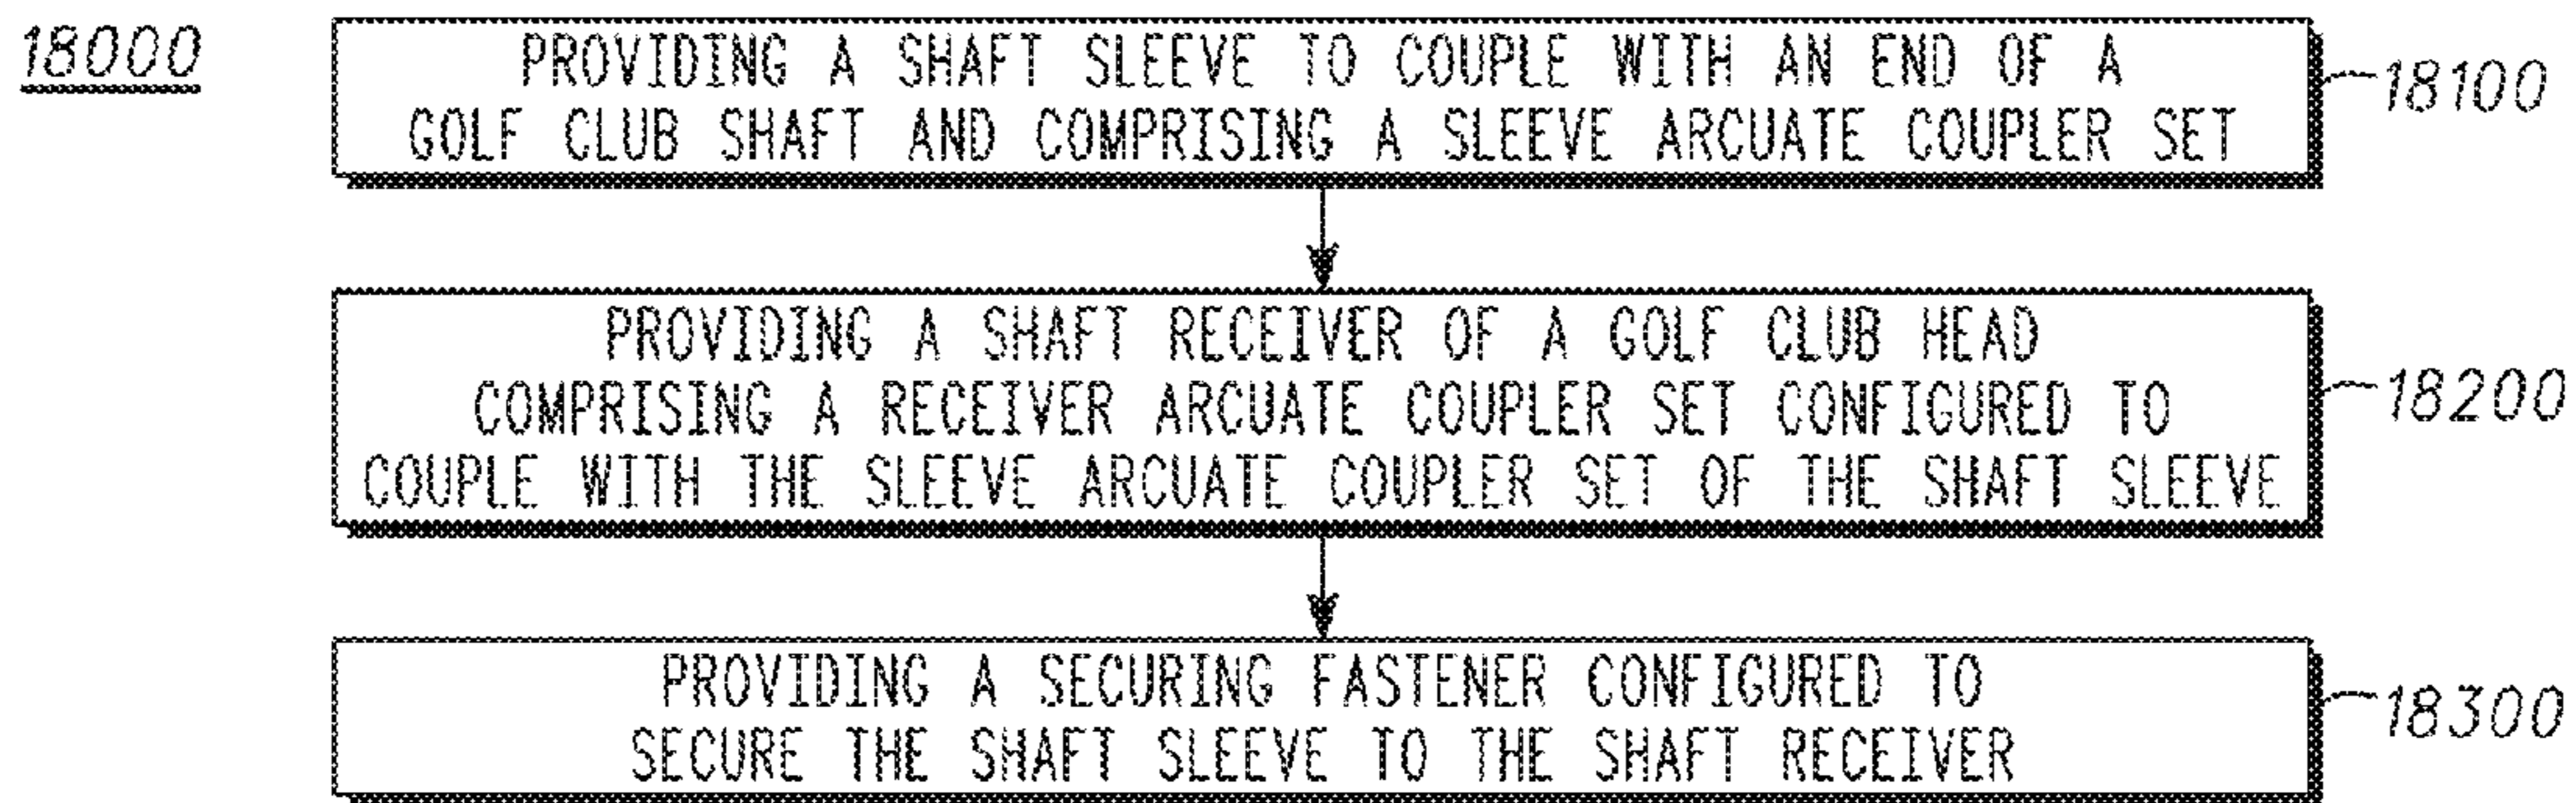 18000
PROVIDING A SHAFT SLEEVE TO COUPLE WITH AN END OF A
GOLF CLUB SHAFT AND COMPRISING A SLEEVE ARCUATE COUPLER SET
18100
PROVIDING A SHAFT RECEIVER OF A GOLF CLUB HEAD
COMPRISING A RECEIVER ARCUATE COUPLER SET CONFIGURED TO
COUPLE WITH THE SLEEVE ARCUATE COUPLER SET OF THE SHAFT SLEEVE
18200
PROVIDING A SECURING FASTENER CONFIGURED TO
SECURE THE SHAFT SLEEVE TO THE SHAFT RECEIVER
18300